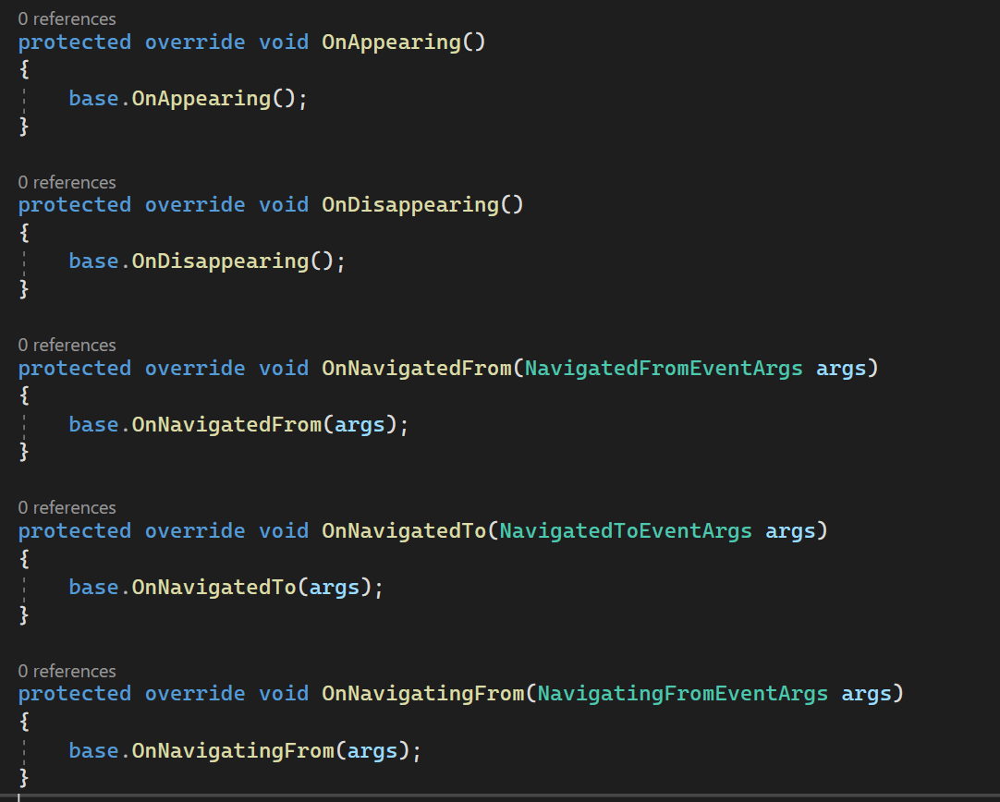 0 references
protected override void OnAppearing()
{
    base.OnAppearing();
}
0 references
protected override void OnDisappearing()
{
    base.OnDisappearing();
}
0 references
protected override void OnNavigatedFrom(NavigatedFromEventArgs args)
{
    base.OnNavigatedFrom(args);
}
0 references
protected override void OnNavigatedTo(NavigatedToEventArgs args)
{
    base.OnNavigatedTo(args);
}
0 references
protected override void OnNavigatingFrom(NavigatingFromEventArgs args)
{
    base.OnNavigatingFrom(args);
}